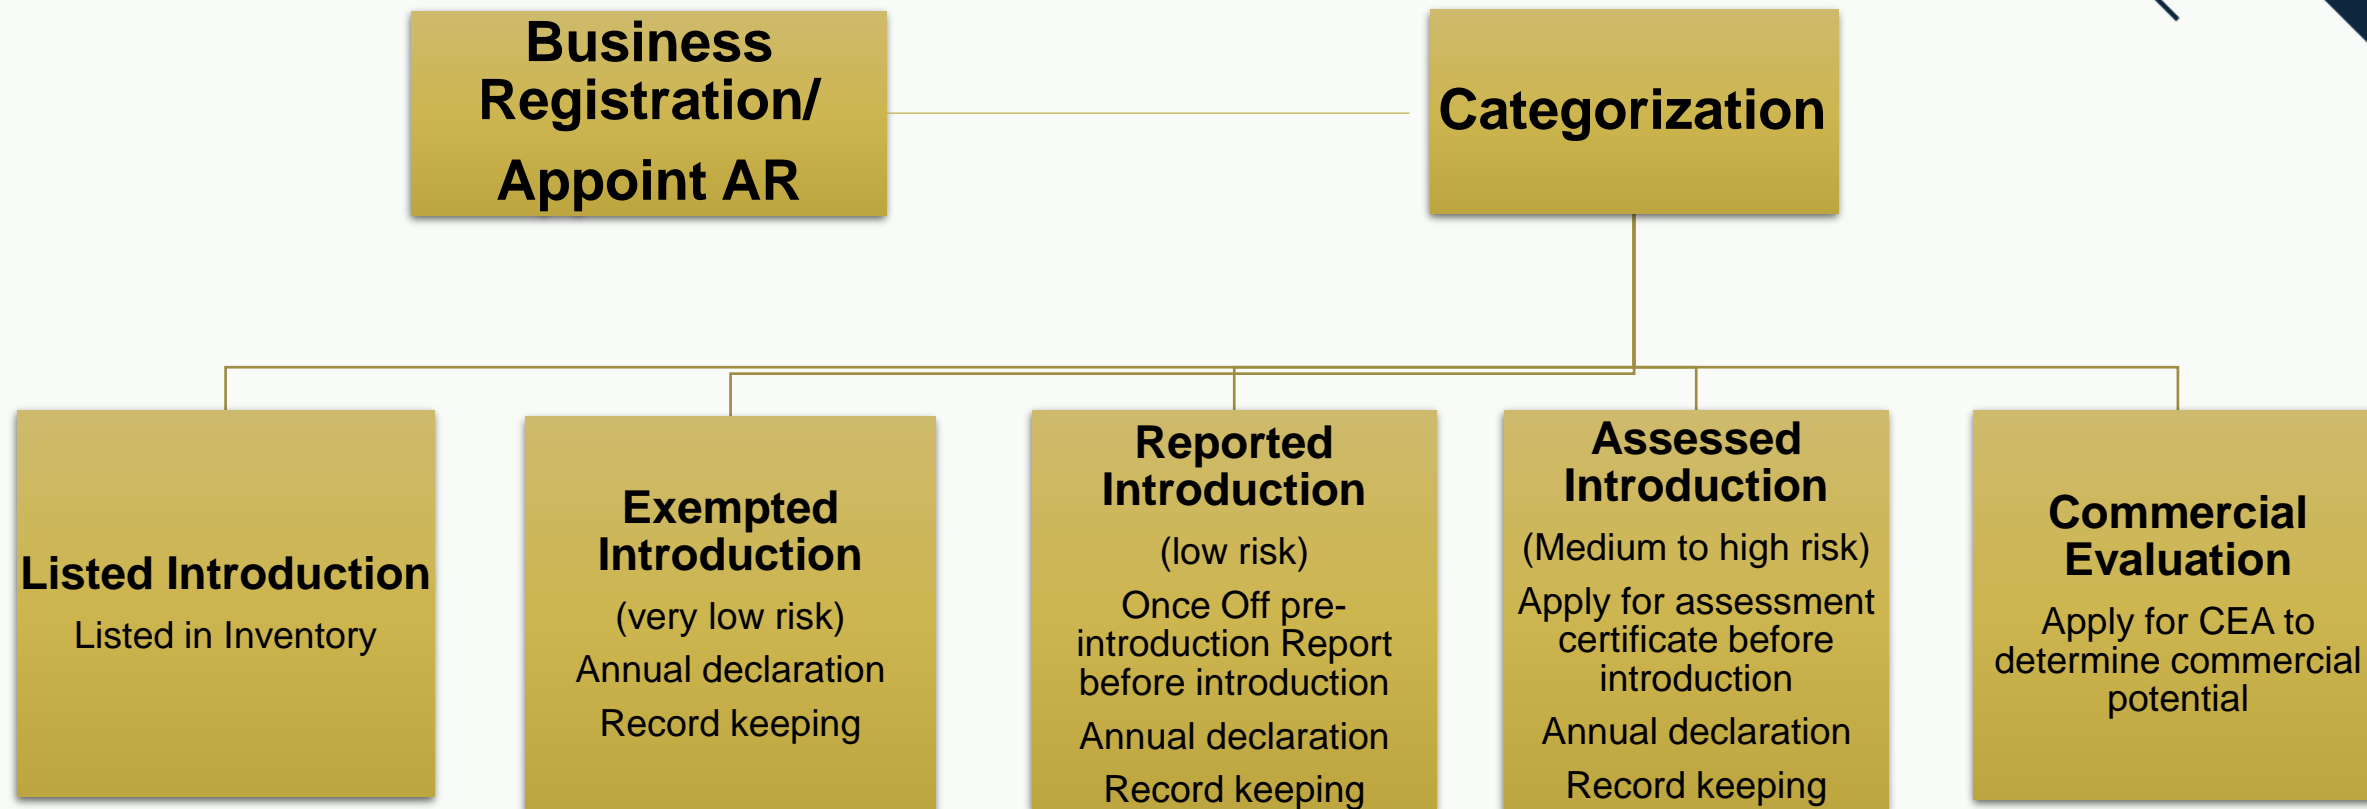 Business
Registration/
Appoint AR
Categorization
Listed Introduction
Listed in Inventory
Exempted
Introduction
(very low risk)
Annual declaration
Record keeping
Reported
Introduction
(low risk)
Once Off pre-
introduction Report
before introduction
Annual declaration
Record keeping
Assessed
Introduction
(Medium to high risk)
Apply for assessment
certificate before
introduction
Annual declaration
Record keeping
Commercial
Evaluation
Apply for CEA to
determine commercial
potential